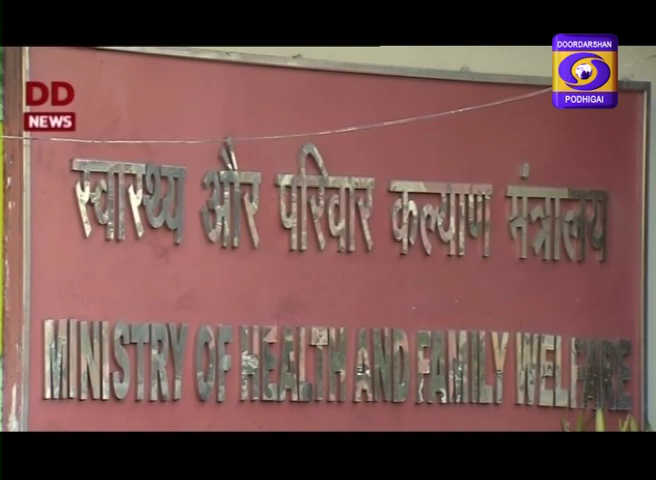 DOORDARSHAN
PODHIGAI
DD
NEWS
स्वास्थ्य और परिवार कल्याण मंत्रालय
MINISTRY OF HEALTH AND FAMILY WELFARE